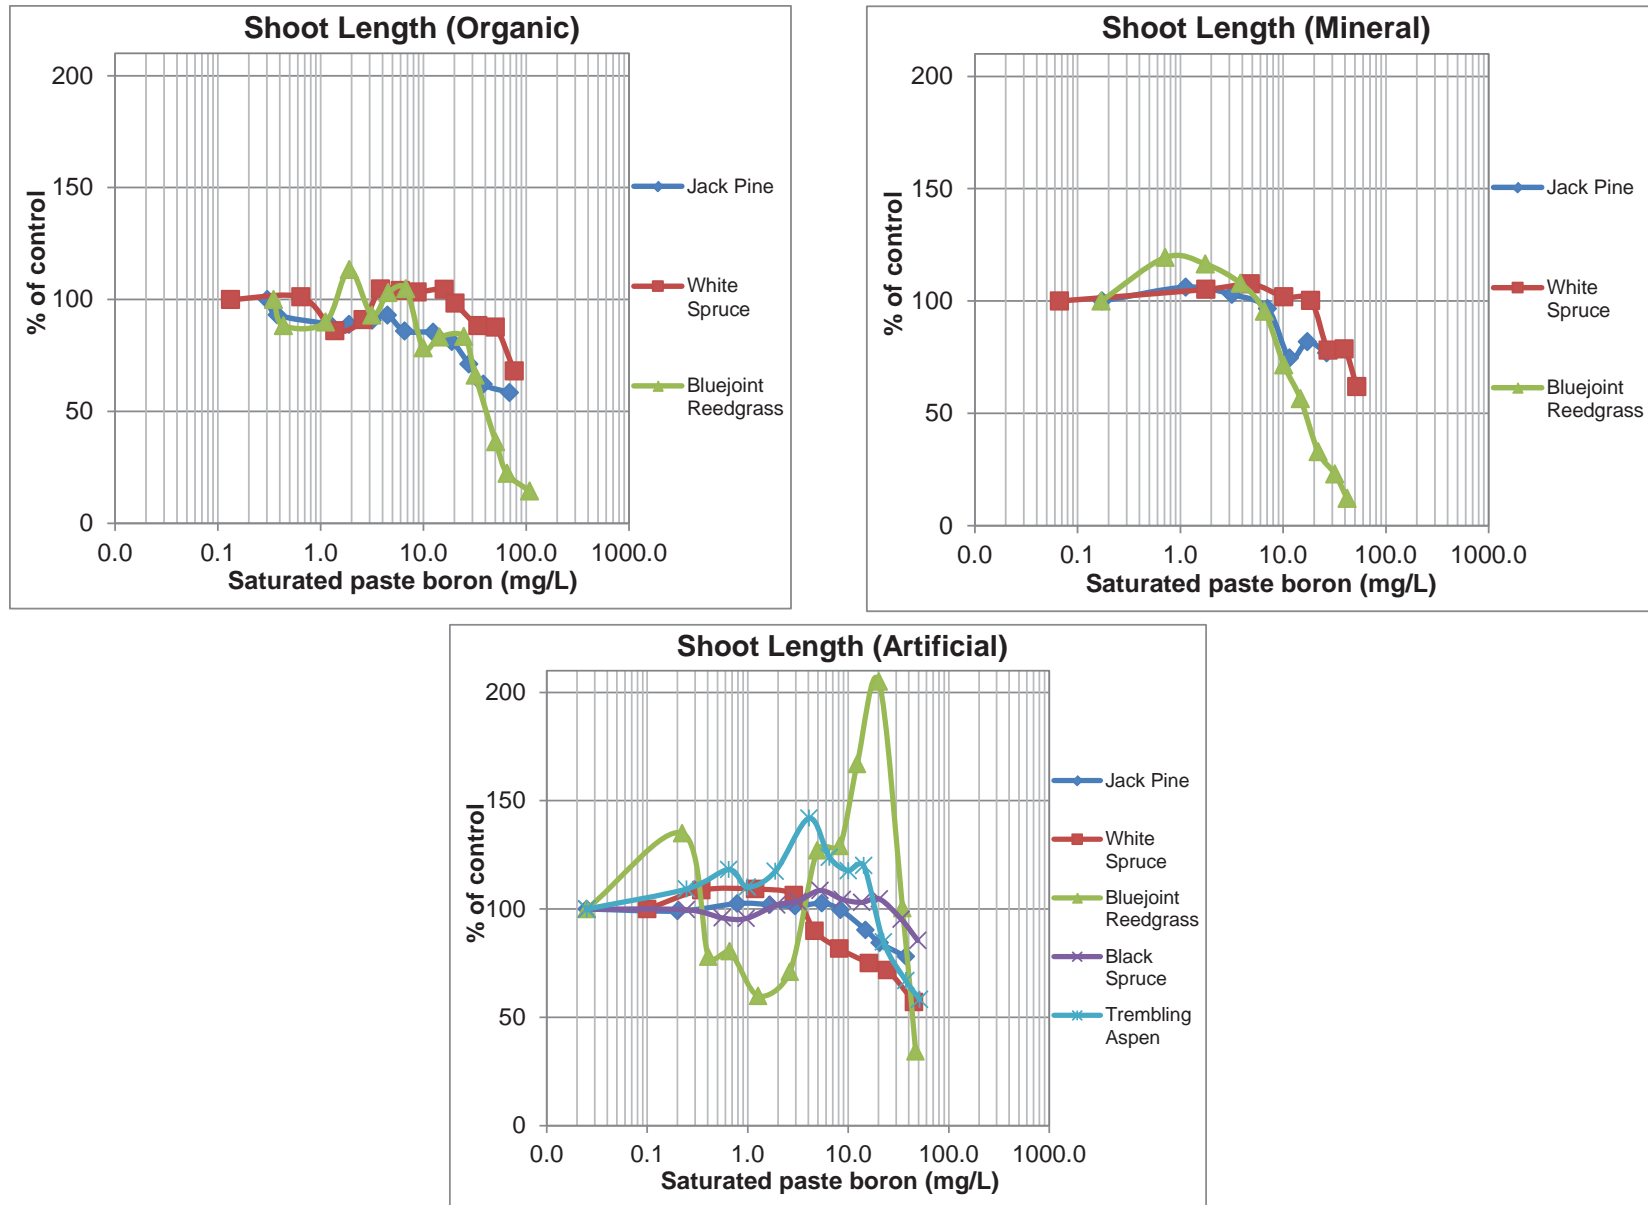 Shoot Length (Organic)
% of control
200
150
100
50
0
0.0 0.1 1.0 10.0 100.0 1000.0
Saturated paste boron (mg/L)
Jack Pine
White
Spruce
Bluejoint
Reedgrass
Shoot Length (Mineral)
% of control
200
150
100
50
0
0.0 0.1 1.0 10.0 100.0 1000.0
Saturated paste boron (mg/L)
Jack Pine
White
Spruce
Bluejoint
Reedgrass
Shoot Length (Artificial)
% of control
200
150
100
50
0
0.0 0.1 1.0 10.0 100.0 1000.0
Saturated paste boron (mg/L)
Jack Pine
White
Spruce
Bluejoint
Reedgrass
Black
Spruce
Trembling
Aspen